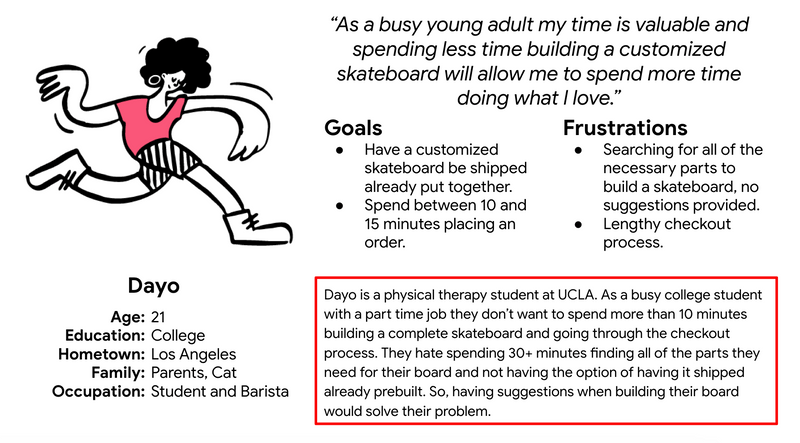 “As a busy young adult my time is valuable and
spending less time building a customized
skateboard will allow me to spend more time
doing what I love.”
Goals
● Have a customized
skateboard be shipped
already put together.
● Spend between 10 and
15 minutes placing an
order.
Frustrations
● Searching for all of the
necessary parts to
build a skateboard, no
suggestions provided.
● Lengthy checkout
process.
Dayo
Age: 21
Education: College
Hometown: Los Angeles
Family: Parents, Cat
Occupation: Student and Barista
Dayo is a physical therapy student at UCLA. As a busy college student
with a part time job they don’t want to spend more than 10 minutes
building a complete skateboard and going through the checkout
process. They hate spending 30+ minutes finding all of the parts they
need for their board and not having the option of having it shipped
already prebuilt. So, having suggestions when building their board
would solve their problem.